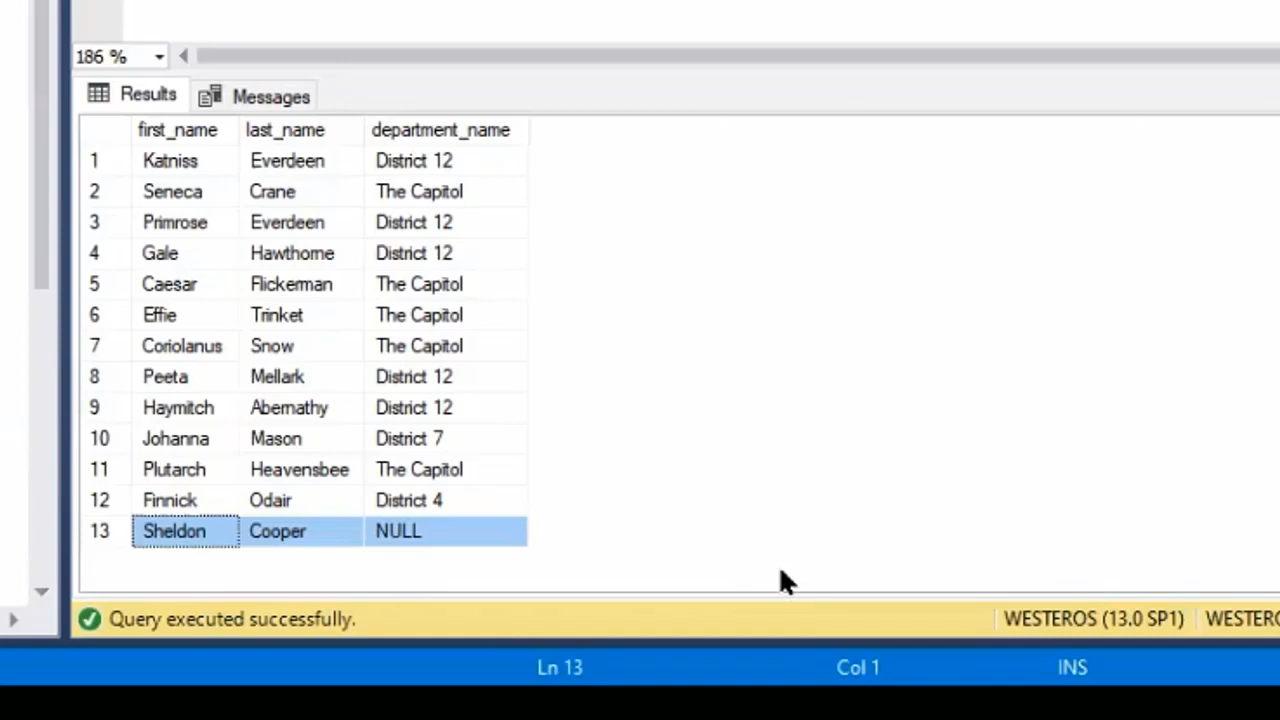 186 %
Results Messages
first_name last_name department_name
1 Katniss Everdeen District 12
2 Seneca Crane The Capitol
3 Primrose Everdeen District 12
4 Gale Hawthorne District 12
5 Caesar Flickerman The Capitol
6 Effie Trinket The Capitol
7 Coriolanus Snow The Capitol
8 Peeta Mellark District 12
9 Haymitch Abernathy District 12
10 Johanna Mason District 7
11 Plutarch Heavensbee The Capitol
12 Finnick Odair District 4
13 Sheldon Cooper NULL
Query executed successfully. WESTEROS (13.0 SP1) WESTERO
Ln 13 Col 1 INS